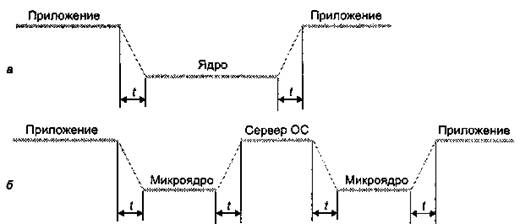 Приложение Приложение
Ядро
а
t t
Приложение Сервер ОС Приложение
Микроядро Микроядро
б
t t t t